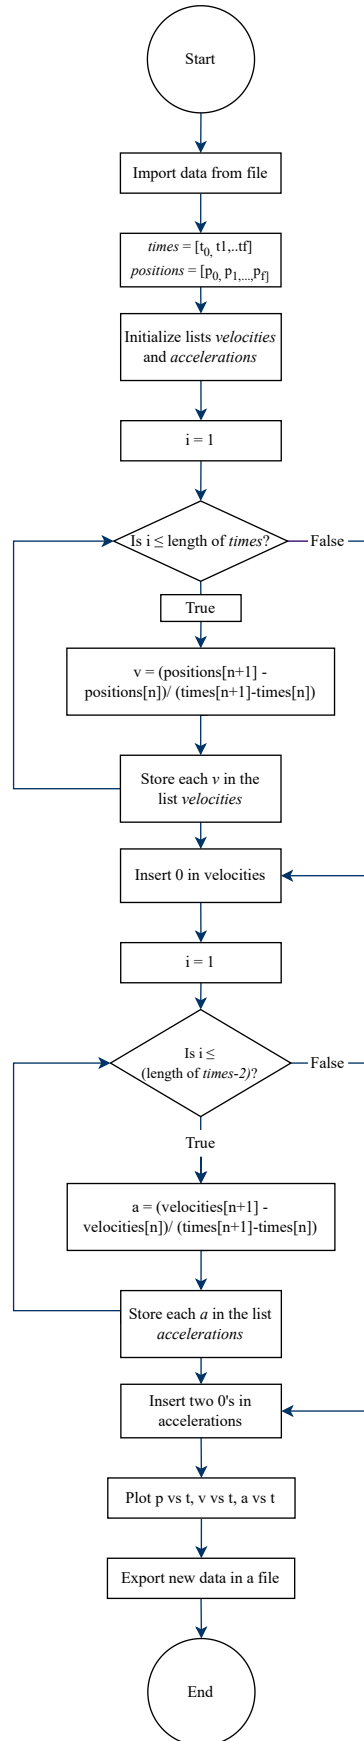 Start
Import data from file
times = [t0, t1,..tf]
positions = [p0, p1,...,pf]
Initialize lists velocities
and accelerations
i = 1
Is i ≤ length of times?
False
True
v = (positions[n+1] -
positions[n])/ (times[n+1]-times[n])
Store each v in the
list velocities
Insert 0 in velocities
i = 1
Is i ≤
(length of times-2)?
False
True
a = (velocities[n+1] -
velocities[n])/ (times[n+1]-times[n])
Store each a in the list
accelerations
Insert two 0's in
accelerations
Plot p vs t, v vs t, a vs t
Export new data in a file
End